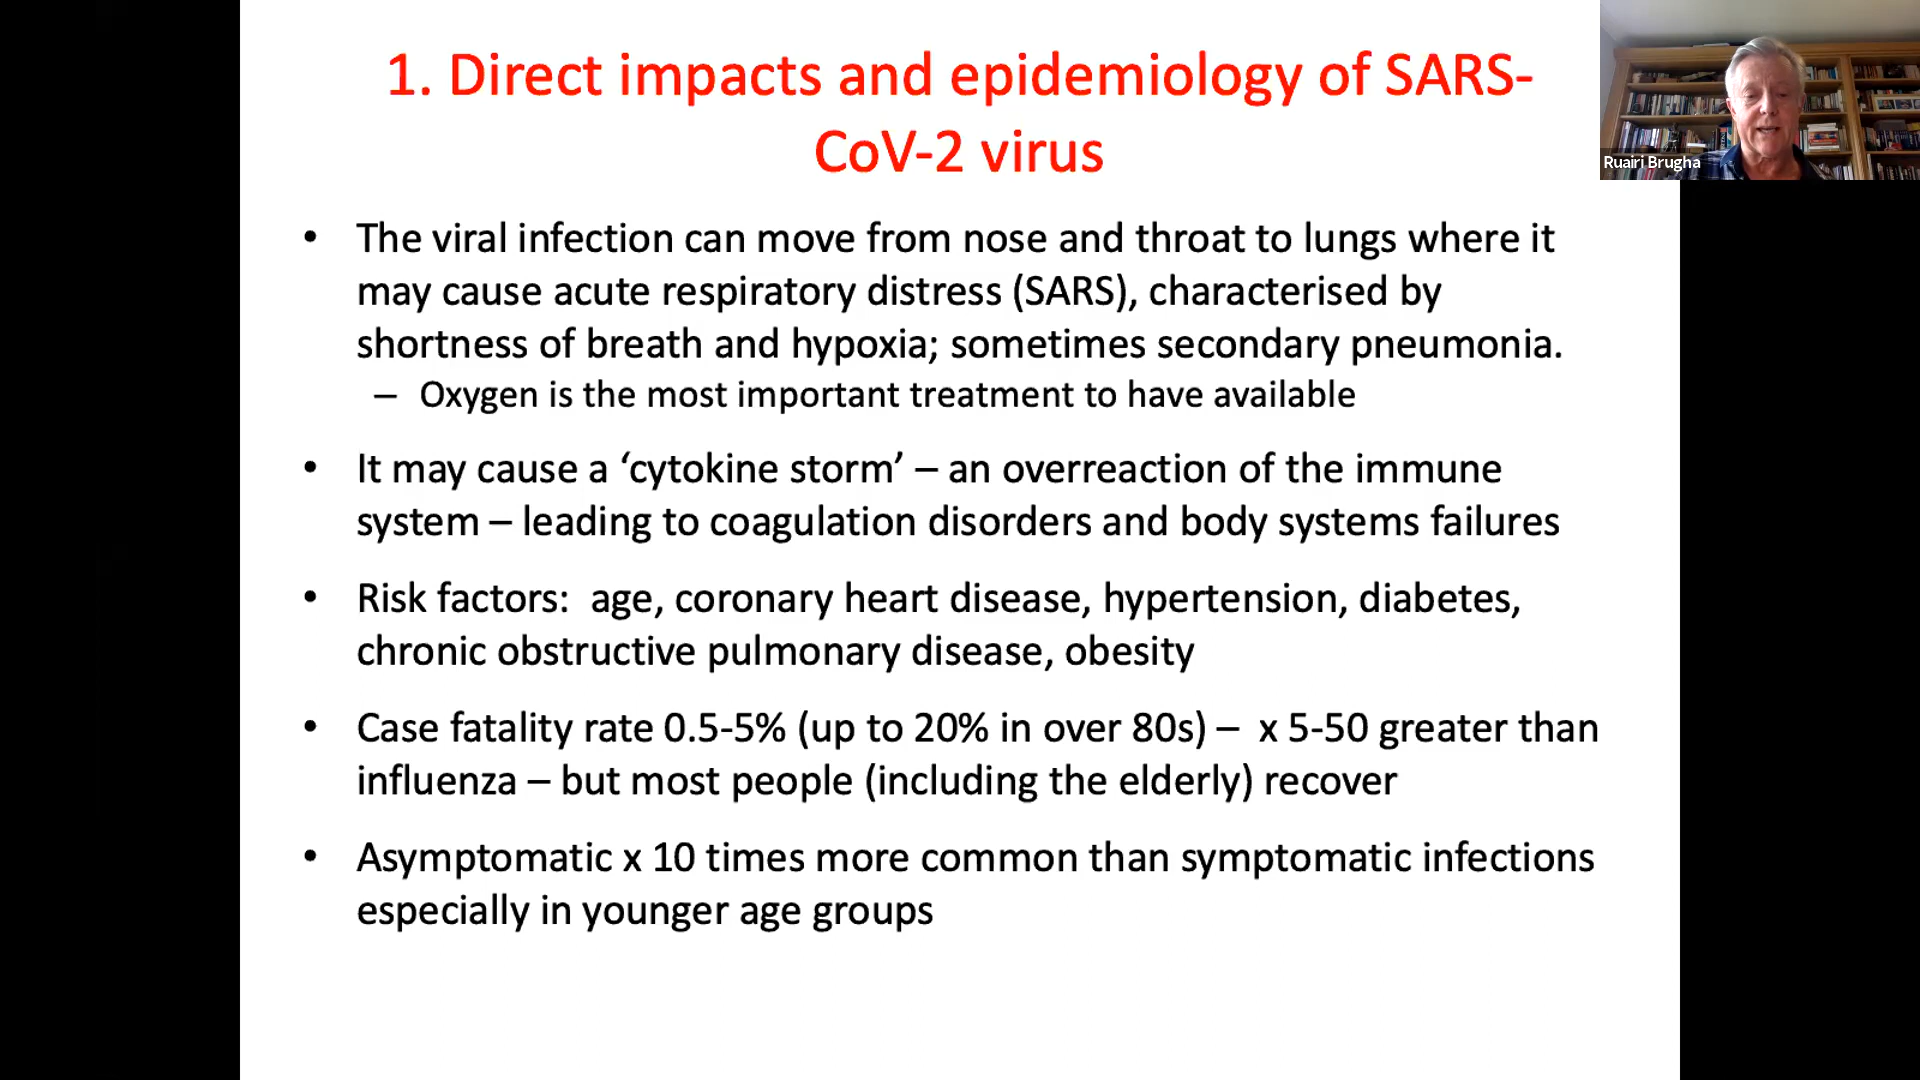 1. Direct impacts and epidemiology of SARS-
CoV-2 virus
Ruairi Brugha
• The viral infection can move from nose and throat to lungs where it
may cause acute respiratory distress (SARS), characterised by
shortness of breath and hypoxia; sometimes secondary pneumonia.
– Oxygen is the most important treatment to have available
• It may cause a ‘cytokine storm’ – an overreaction of the immune
system – leading to coagulation disorders and body systems failures
• Risk factors:  age, coronary heart disease, hypertension, diabetes,
chronic obstructive pulmonary disease, obesity
• Case fatality rate 0.5-5% (up to 20% in over 80s) –  x 5-50 greater than
influenza – but most people (including the elderly) recover
• Asymptomatic x 10 times more common than symptomatic infections
especially in younger age groups